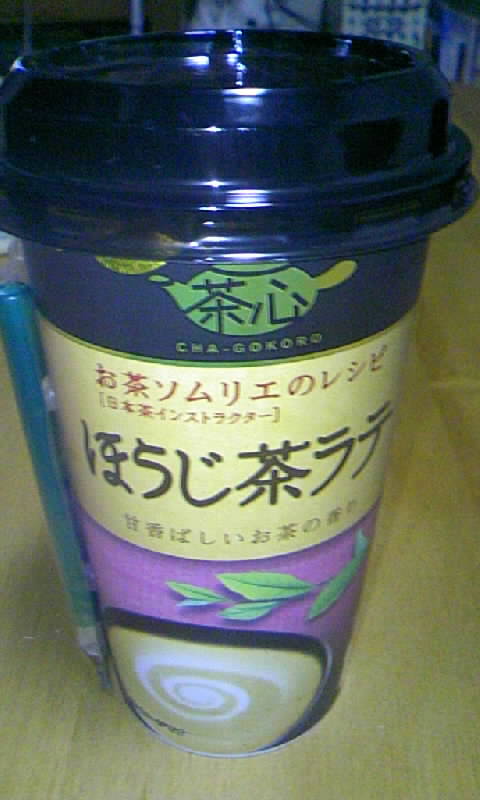 茶心
CHA-GOKORO
お茶ソムリエのレシピ
[日本茶インストラクター]
ほうじ茶ラテ
甘香ばしいお茶の香り